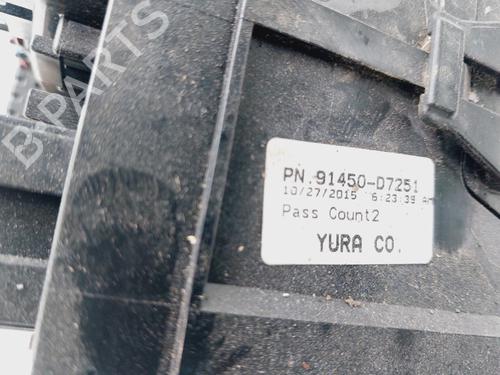 B-PARTS
PN.91450-D7251
10/27/2015 6:23:39 AM
Pass Count2
YURA CO.